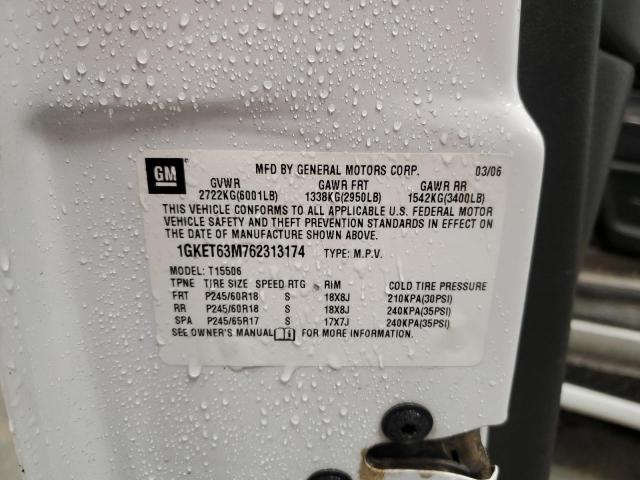 GM
MFD BY GENERAL MOTORS CORP. 03/06
GVWR GAWR FRT GAWR RR
2722KG(6001LB) 1338KG(2950LB) 1542KG(3400LB)
THIS VEHICLE CONFORMS TO ALL APPLICABLE U.S. FEDERAL MOTOR
VEHICLE SAFETY AND THEFT PREVENTION STANDARDS IN EFFECT ON
THE DATE OF MANUFACTURE SHOWN ABOVE.
1GKET63M762313174 TYPE: M.P.V.
MODEL: T15506
TPNE TIRE SIZE SPEED RTG RIM COLD TIRE PRESSURE
FRT P245/60R18 S 18X8J 210KPA(30PSI)
RR P245/60R18 S 18X8J 240KPA(35PSI)
SPA P245/65R17 S 17X7J 240KPA(35PSI)
SEE OWNER'S MANUAL FOR MORE INFORMATION.